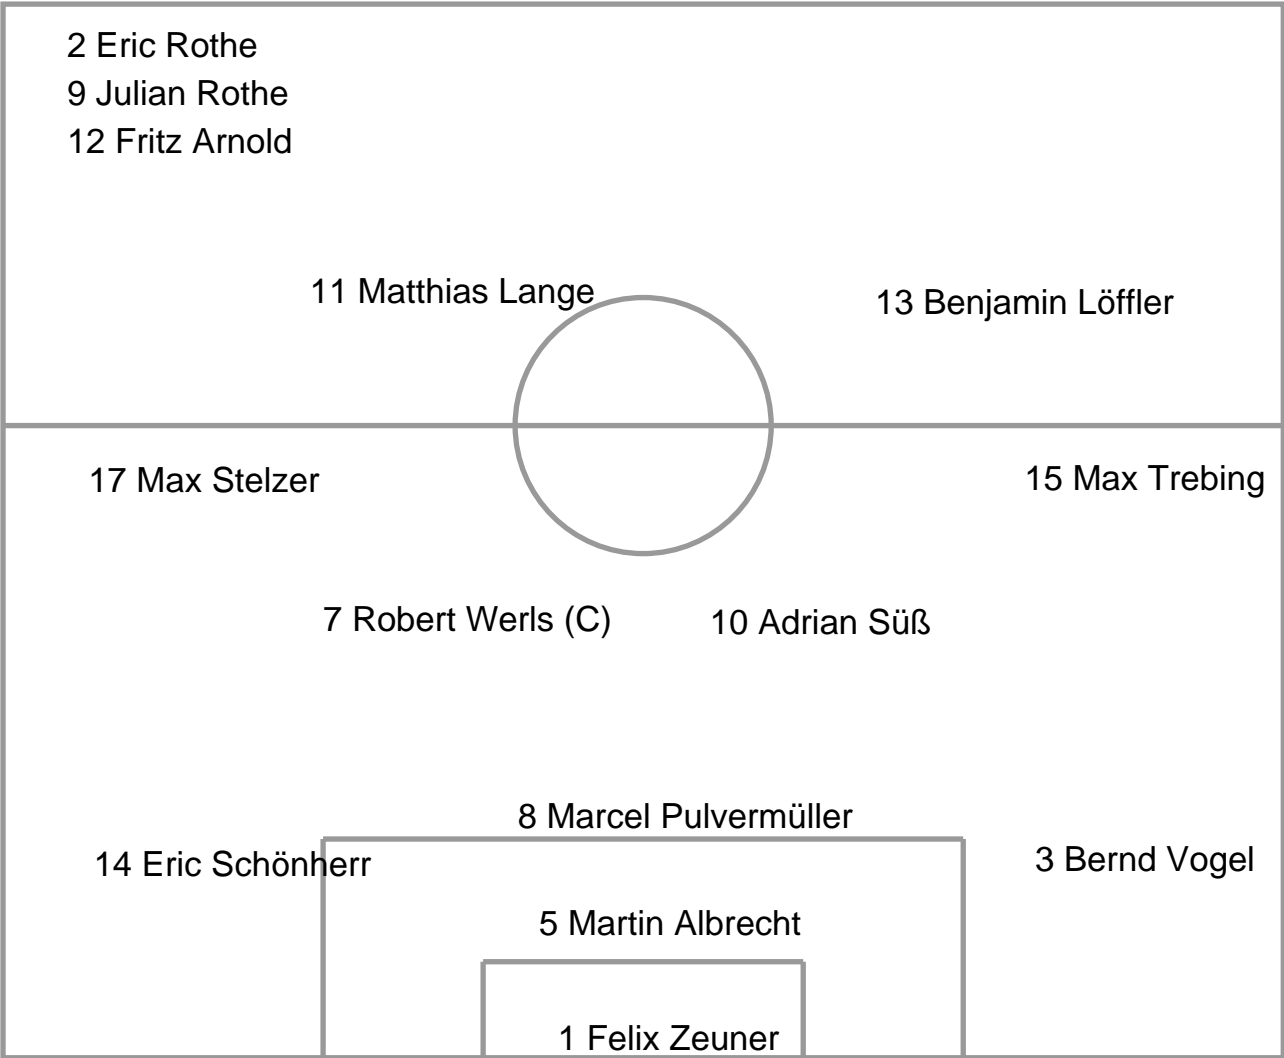 2 Eric Rothe
9 Julian Rothe
12 Fritz Arnold
11 Matthias Lange
13 Benjamin Löffler
17 Max Stelzer
15 Max Trebing
7 Robert Werls (C)
10 Adrian Süß
8 Marcel Pulvermüller
14 Eric Schönherr
3 Bernd Vogel
5 Martin Albrecht
1 Felix Zeuner